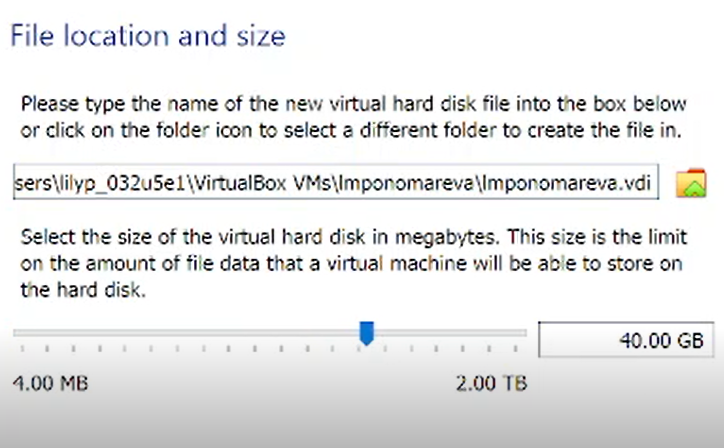 File location and size
Please type the name of the new virtual hard disk file into the box below
or click on the folder icon to select a different folder to create the file in.
sers\lilyp_032u5e1\VirtualBox VMs\lmponomareva\lmponomareva.vdi
Select the size of the virtual hard disk in megabytes. This size is the limit
on the amount of file data that a virtual machine will be able to store on
the hard disk.
40.00 GB
4.00 MB 2.00 TB